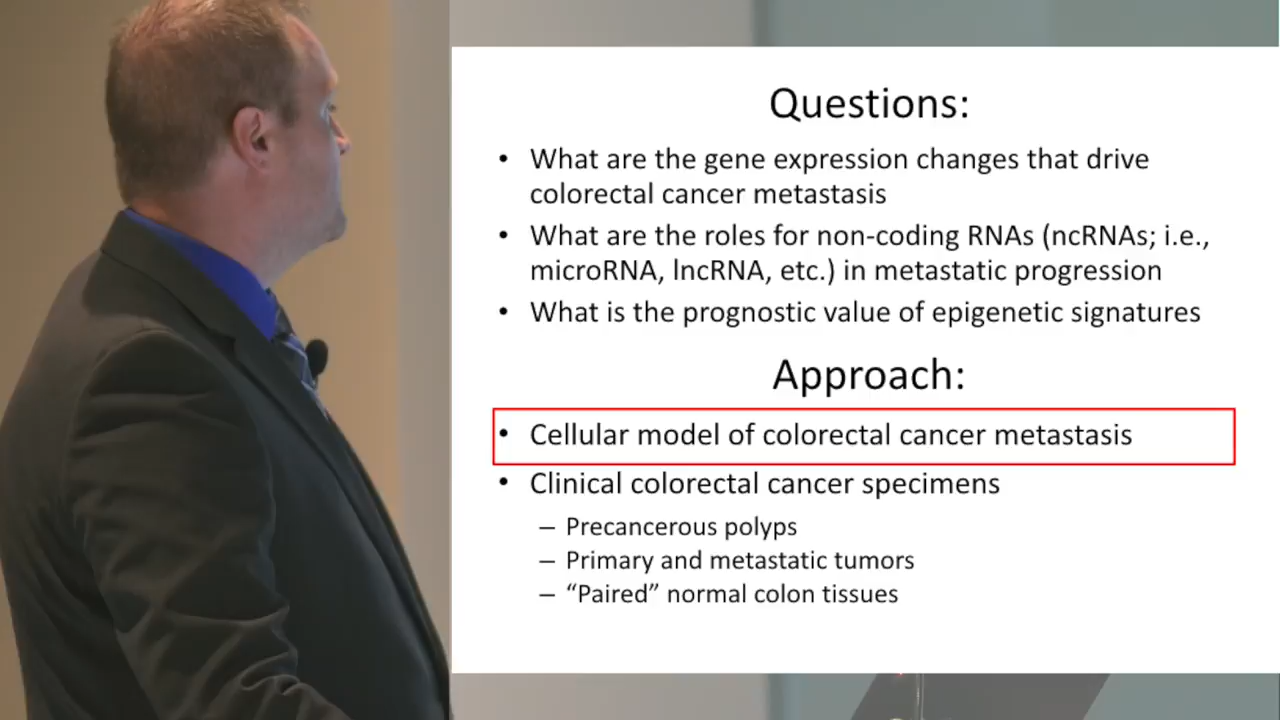 Questions:
• What are the gene expression changes that drive
colorectal cancer metastasis
• What are the roles for non-coding RNAs (ncRNAs; i.e.,
microRNA, lncRNA, etc.) in metastatic progression
• What is the prognostic value of epigenetic signatures
Approach:
• Cellular model of colorectal cancer metastasis
• Clinical colorectal cancer specimens
– Precancerous polyps
– Primary and metastatic tumors
– “Paired” normal colon tissues